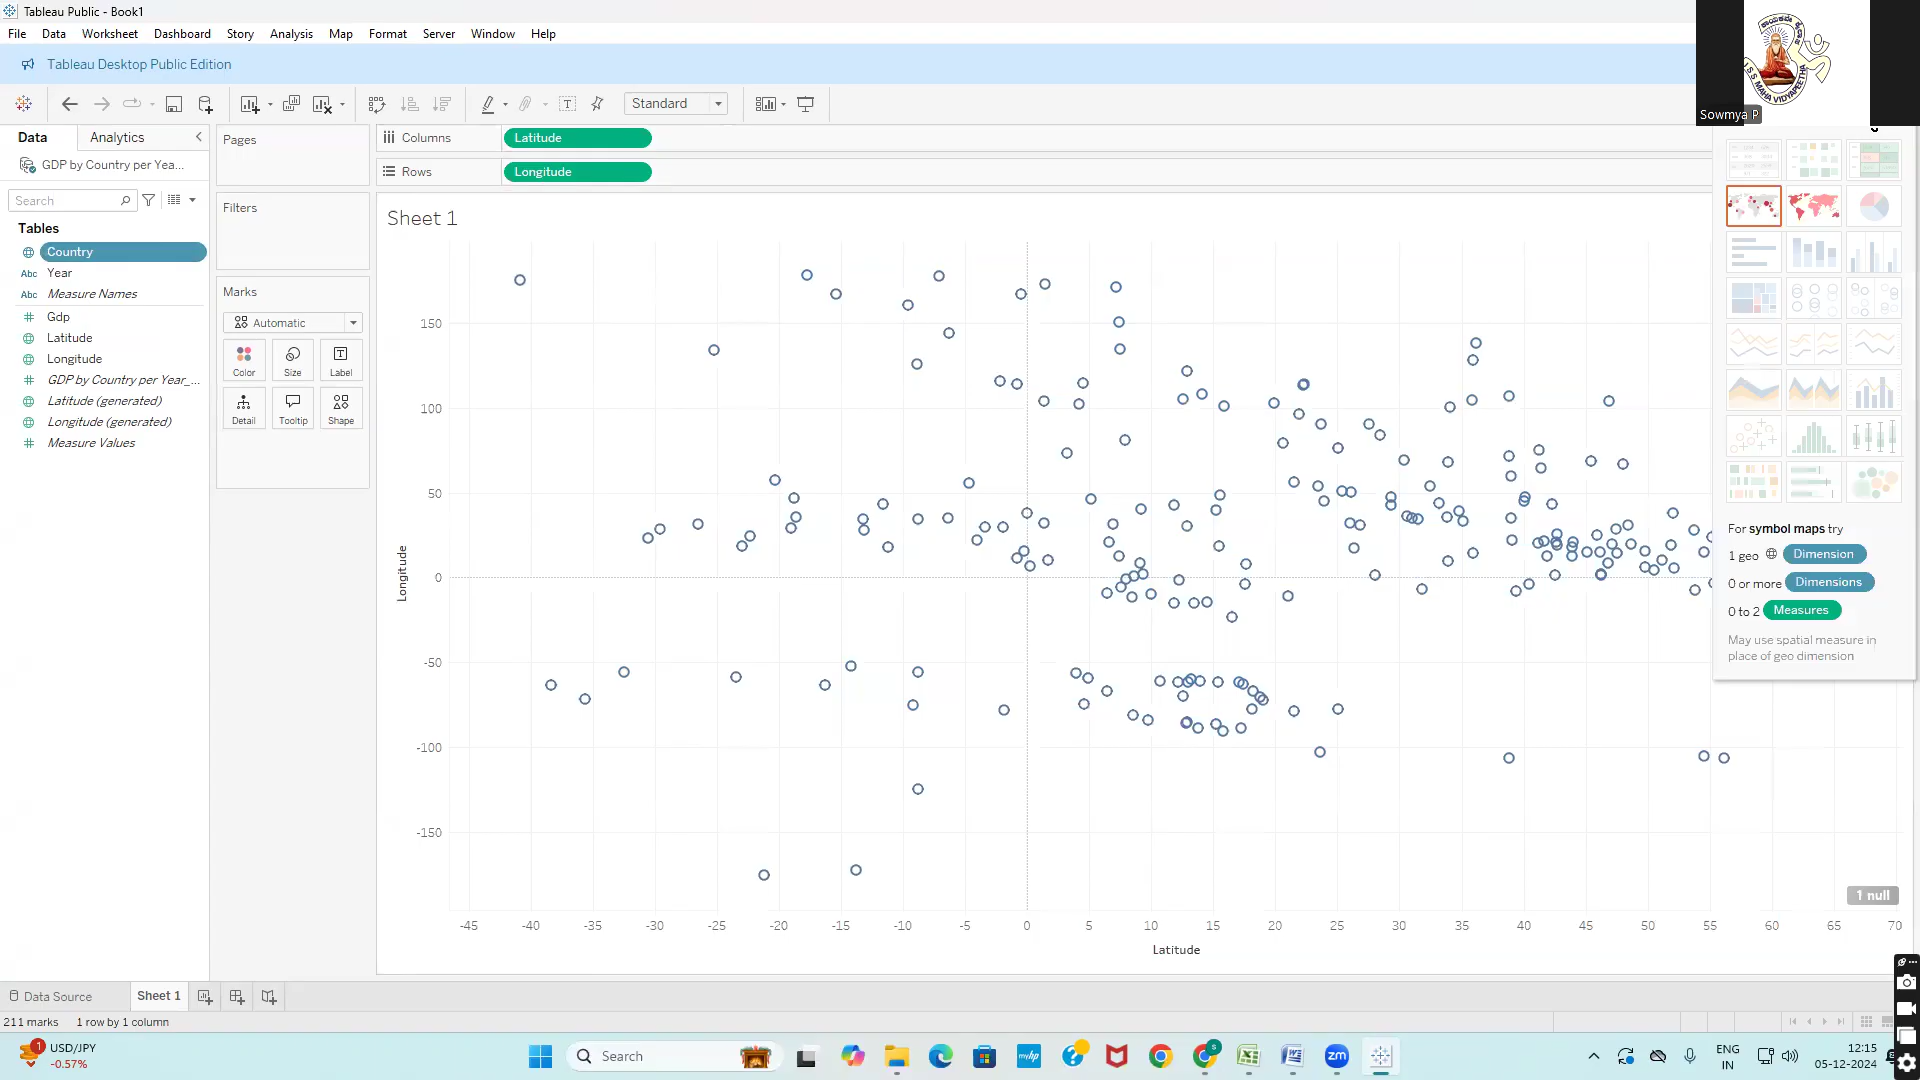 Tableau Public - Book1
File Data Worksheet Dashboard Story Analysis Map Format Server Window Help
Tableau Desktop Public Edition
Standard
Sowmya P
Data Analytics
Pages
Columns Latitude
GDP by Country per Yea...
Rows Longitude
Search
Filters
Sheet 1
Tables
Country
Abc Year
Abc Measure Names
Gdp
Latitude
Longitude
GDP by Country per Year_...
Latitude (generated)
Longitude (generated)
Measure Values
Marks
Automatic
Color Size Label
Detail Tooltip Shape
150
100
50
0
-50
-100
-150
Longitude
-45 -40 -35 -30 -25 -20 -15 -10 -5 0 5 10 15 20 25 30 35 40 45 50 55 60 65 70
Latitude
1 null
For symbol maps try
1 geo Dimension
0 or more Dimensions
0 to 2 Measures
May use spatial measure in
place of geo dimension
Data Source Sheet 1
211 marks 1 row by 1 column
1
USD/JPY
-0.57%
Search
myhp
zm
ENG
IN
12:15
05-12-2024